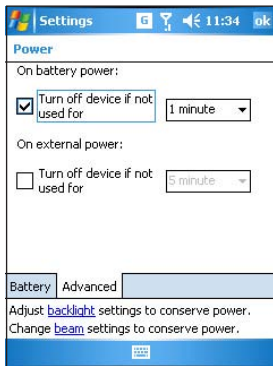 Settings G 11:34 ok
Power
On battery power:
Turn off device if not
used for
1 minute
On external power:
Turn off device if not
used for
5 minute
Battery Advanced
Adjust backlight settings to conserve power.
Change beam settings to conserve power.